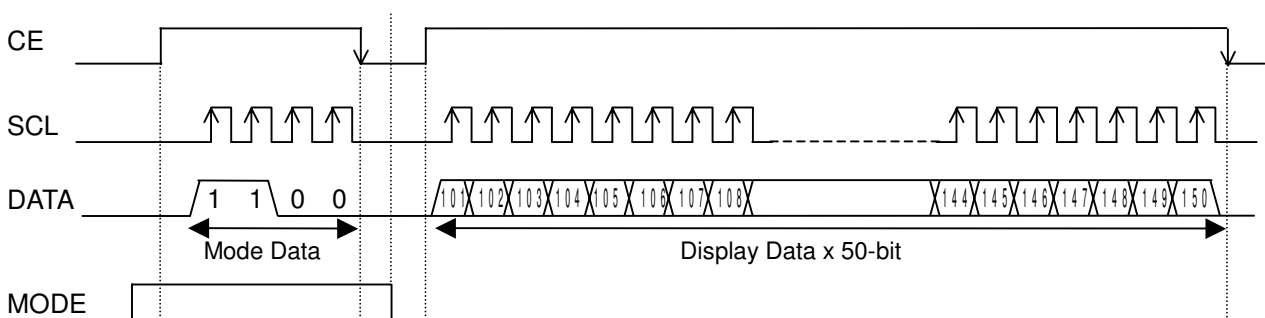 CE
SCL
DATA 1 1 0 0 101 102 103 104 105 106 107 108 144 145 146 147 148 149 150
Mode Data Display Data x 50-bit
MODE